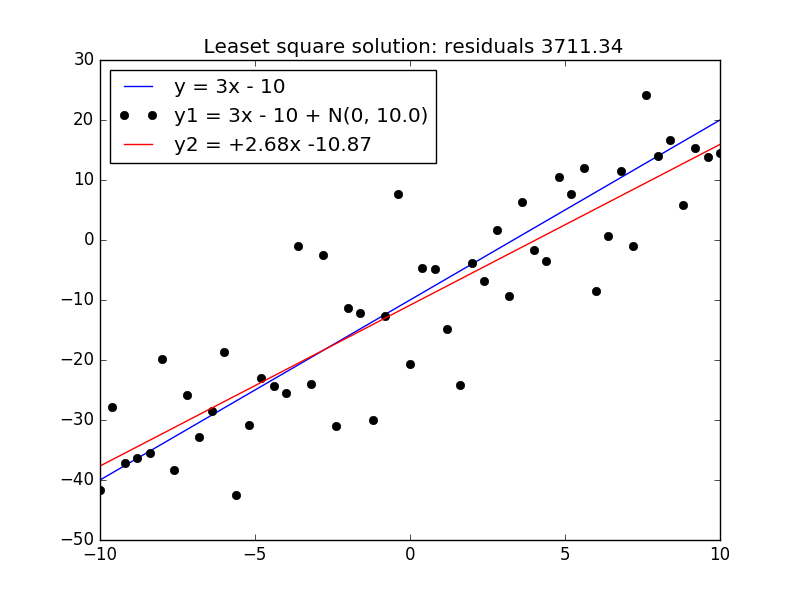 Leaset square solution: residuals 3711.34
30
20
10
0
−10
−20
−30
−40
−50
y = 3x - 10
y1 = 3x - 10 + N(0, 10.0)
y2 = +2.68x -10.87
−10 −5 0 5 10